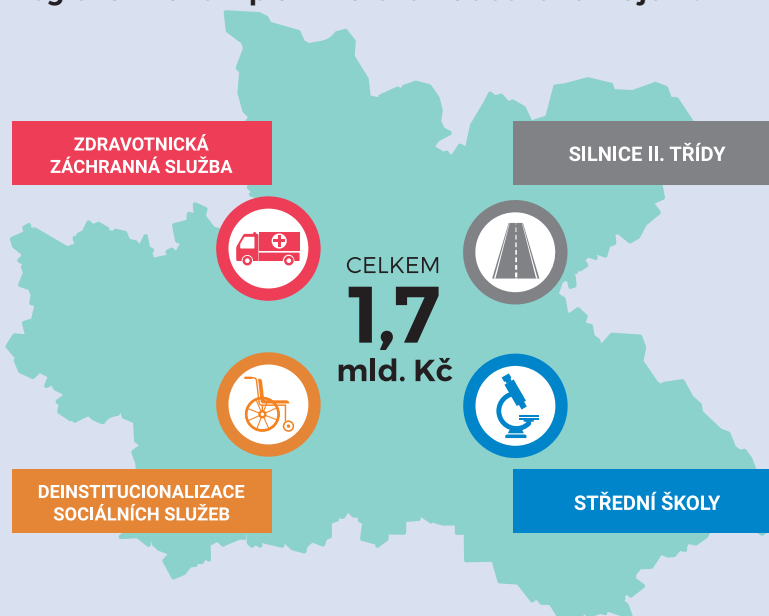 ZDRAVOTNICKÁ
ZÁCHRANNÁ SLUŽBA
SILNICE II. TŘÍDY
CELKEM
1,7
mld. Kč
DEINSTITUCIONALIZACE
SOCIÁLNÍCH SLUŽEB
STŘEDNÍ ŠKOLY